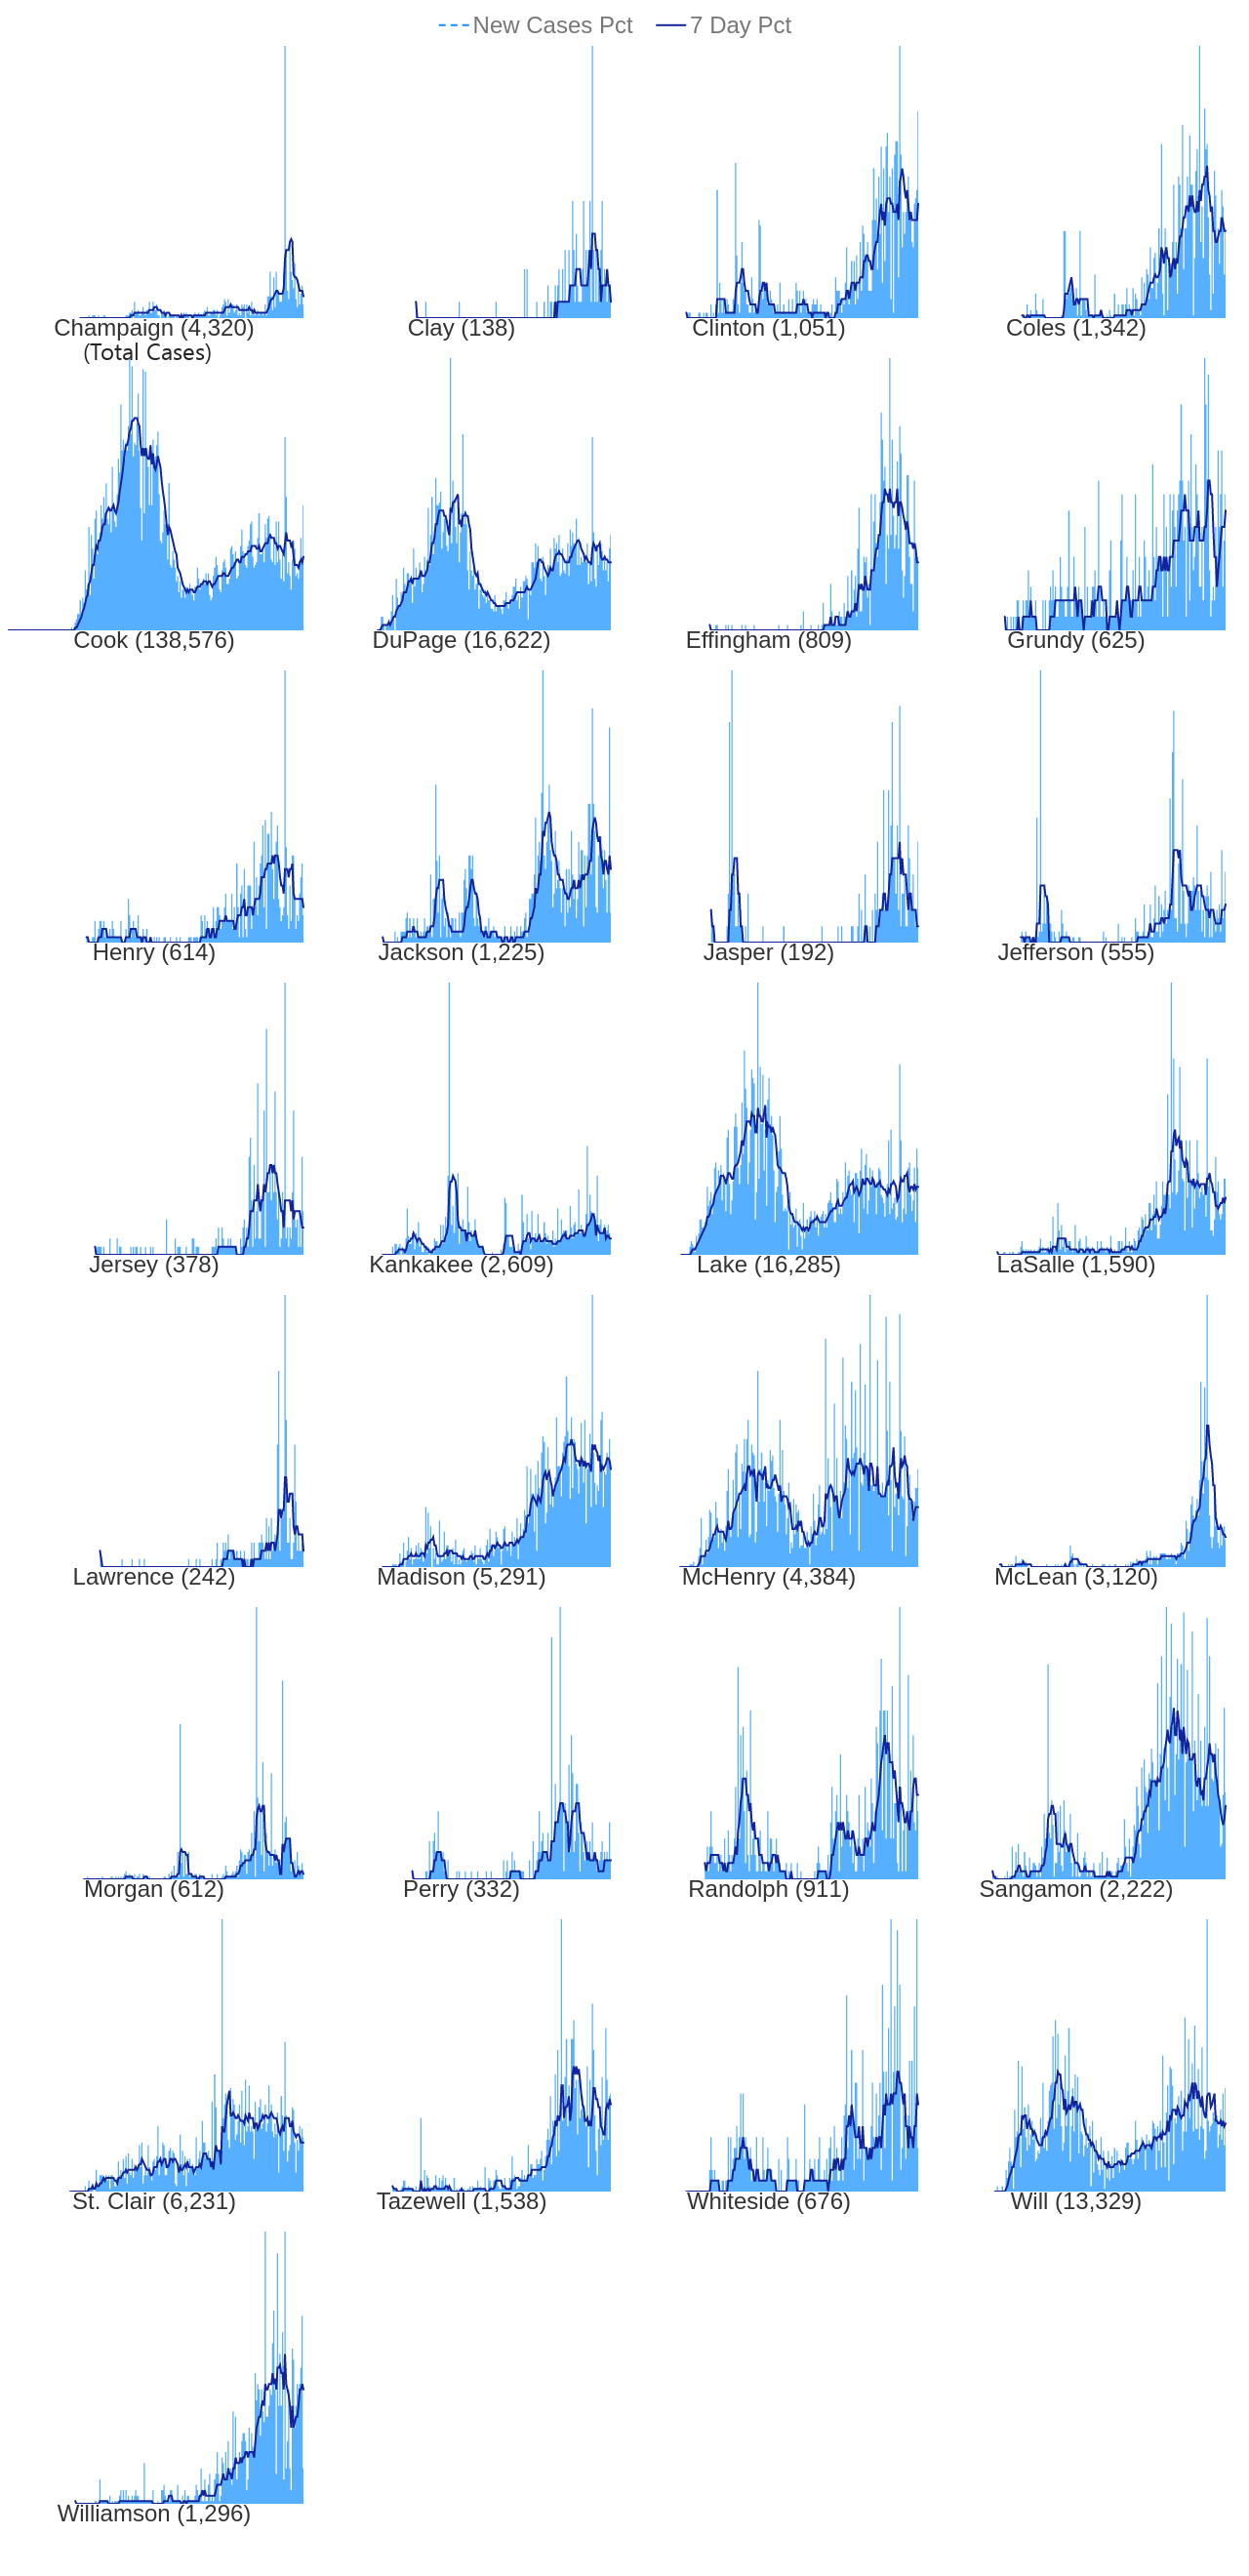 New Cases Pct 7 Day Pct
Champaign (4,320) Clay (138) Clinton (1,051) Coles (1,342)
(Total Cases)
Cook (138,576) DuPage (16,622) Effingham (809) Grundy (625)
Henry (614) Jackson (1,225) Jasper (192) Jefferson (555)
Jersey (378) Kankakee (2,609) Lake (16,285) LaSalle (1,590)
Lawrence (242) Madison (5,291) McHenry (4,384) McLean (3,120)
Morgan (612) Perry (332) Randolph (911) Sangamon (2,222)
St. Clair (6,231) Tazewell (1,538) Whiteside (676) Will (13,329)
Williamson (1,296)